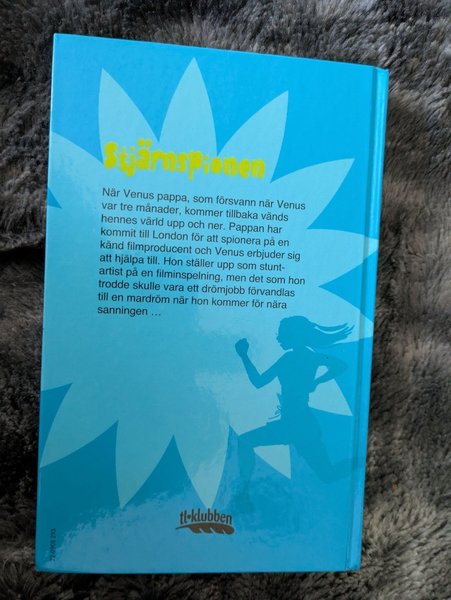 Stjärnspionen
När Venus pappa, som försvann när Venus
var tre månader, kommer tillbaka vänds
hennes värld upp och ner. Pappan har
kommit till London för att spionera på en
känd filmproducent och Venus erbjuder sig
att hjälpa till. Hon ställer upp som stunt-
artist på en filminspelning, men det som hon
trodde skulle vara ett drömjobb förvandlas
till en mardröm när hon kommer för nära
sanningen ...
tl•klubben